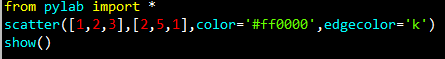 from pylab import *
scatter([1,2,3],[2,5,1],color='#ff0000',edgecolor='k')
show()